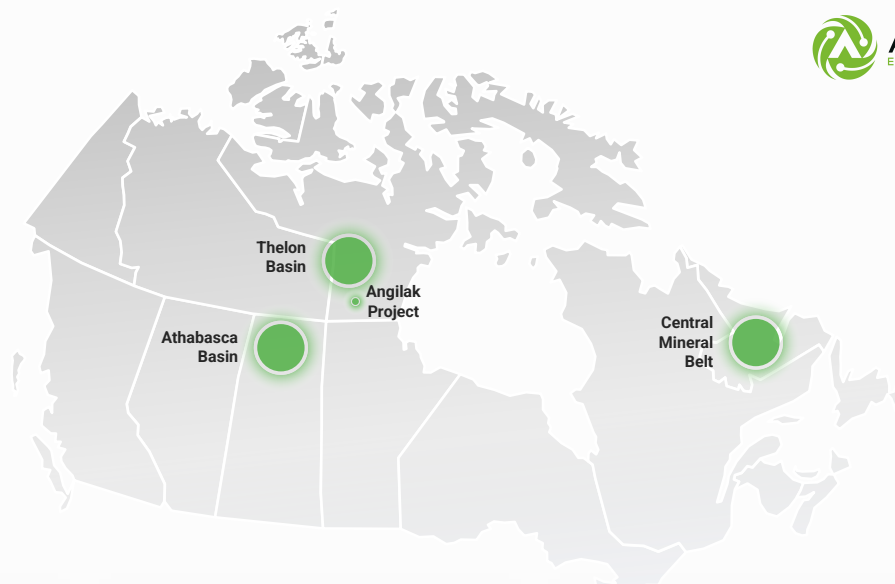 Thelon
Basin
Angilak
Project
Athabasca
Basin
Central
Mineral
Belt